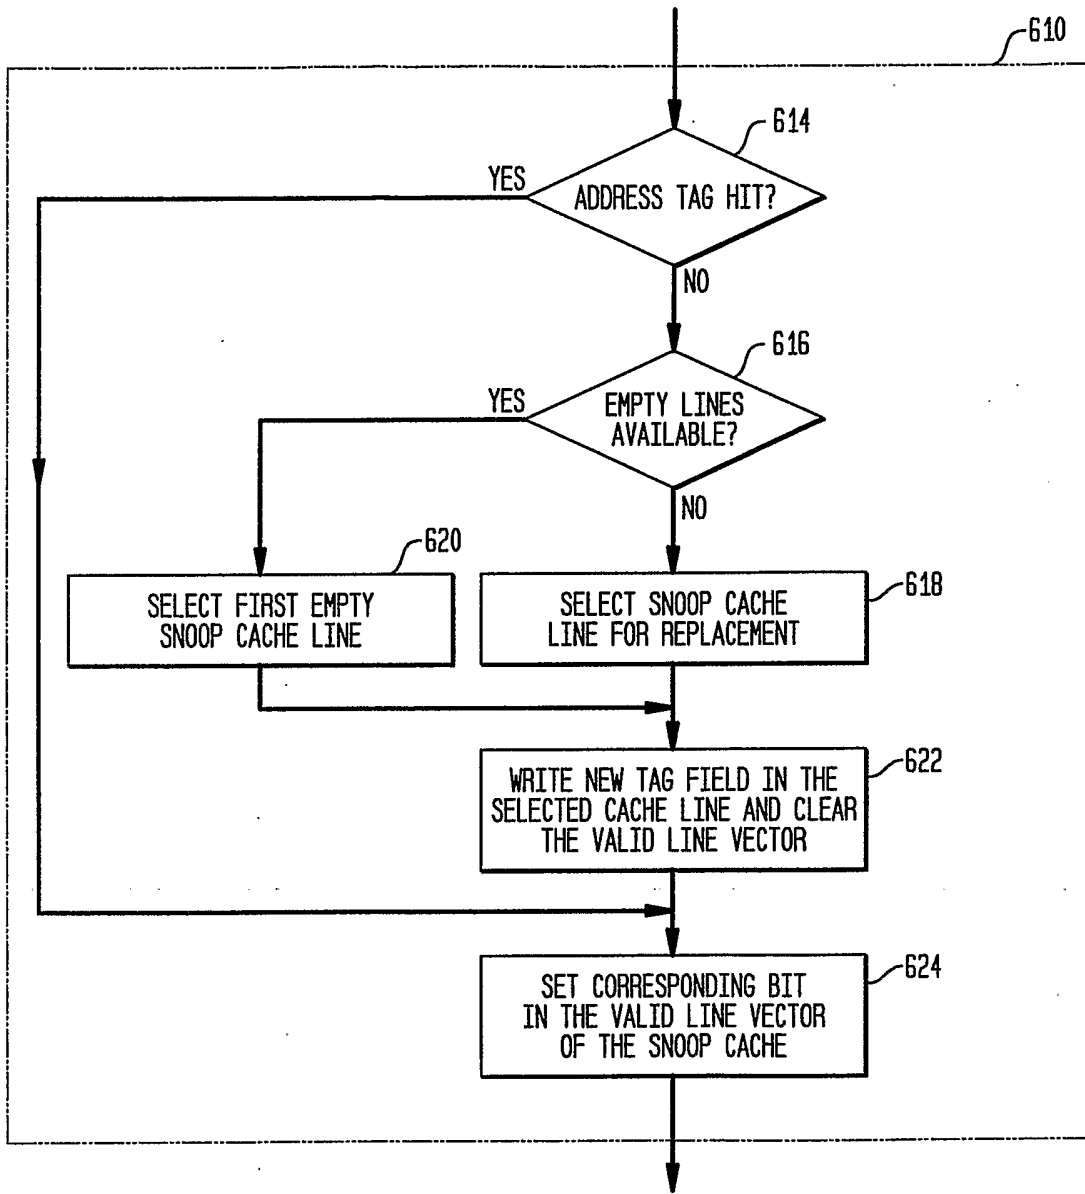 610
614
YES
ADDRESS TAG HIT?
NO
616
YES
EMPTY LINES
AVAILABLE?
NO
620
SELECT FIRST EMPTY
SNOOP CACHE LINE
618
SELECT SNOOP CACHE
LINE FOR REPLACEMENT
622
WRITE NEW TAG FIELD IN THE
SELECTED CACHE LINE AND CLEAR
THE VALID LINE VECTOR
624
SET CORRESPONDING BIT
IN THE VALID LINE VECTOR
OF THE SNOOP CACHE